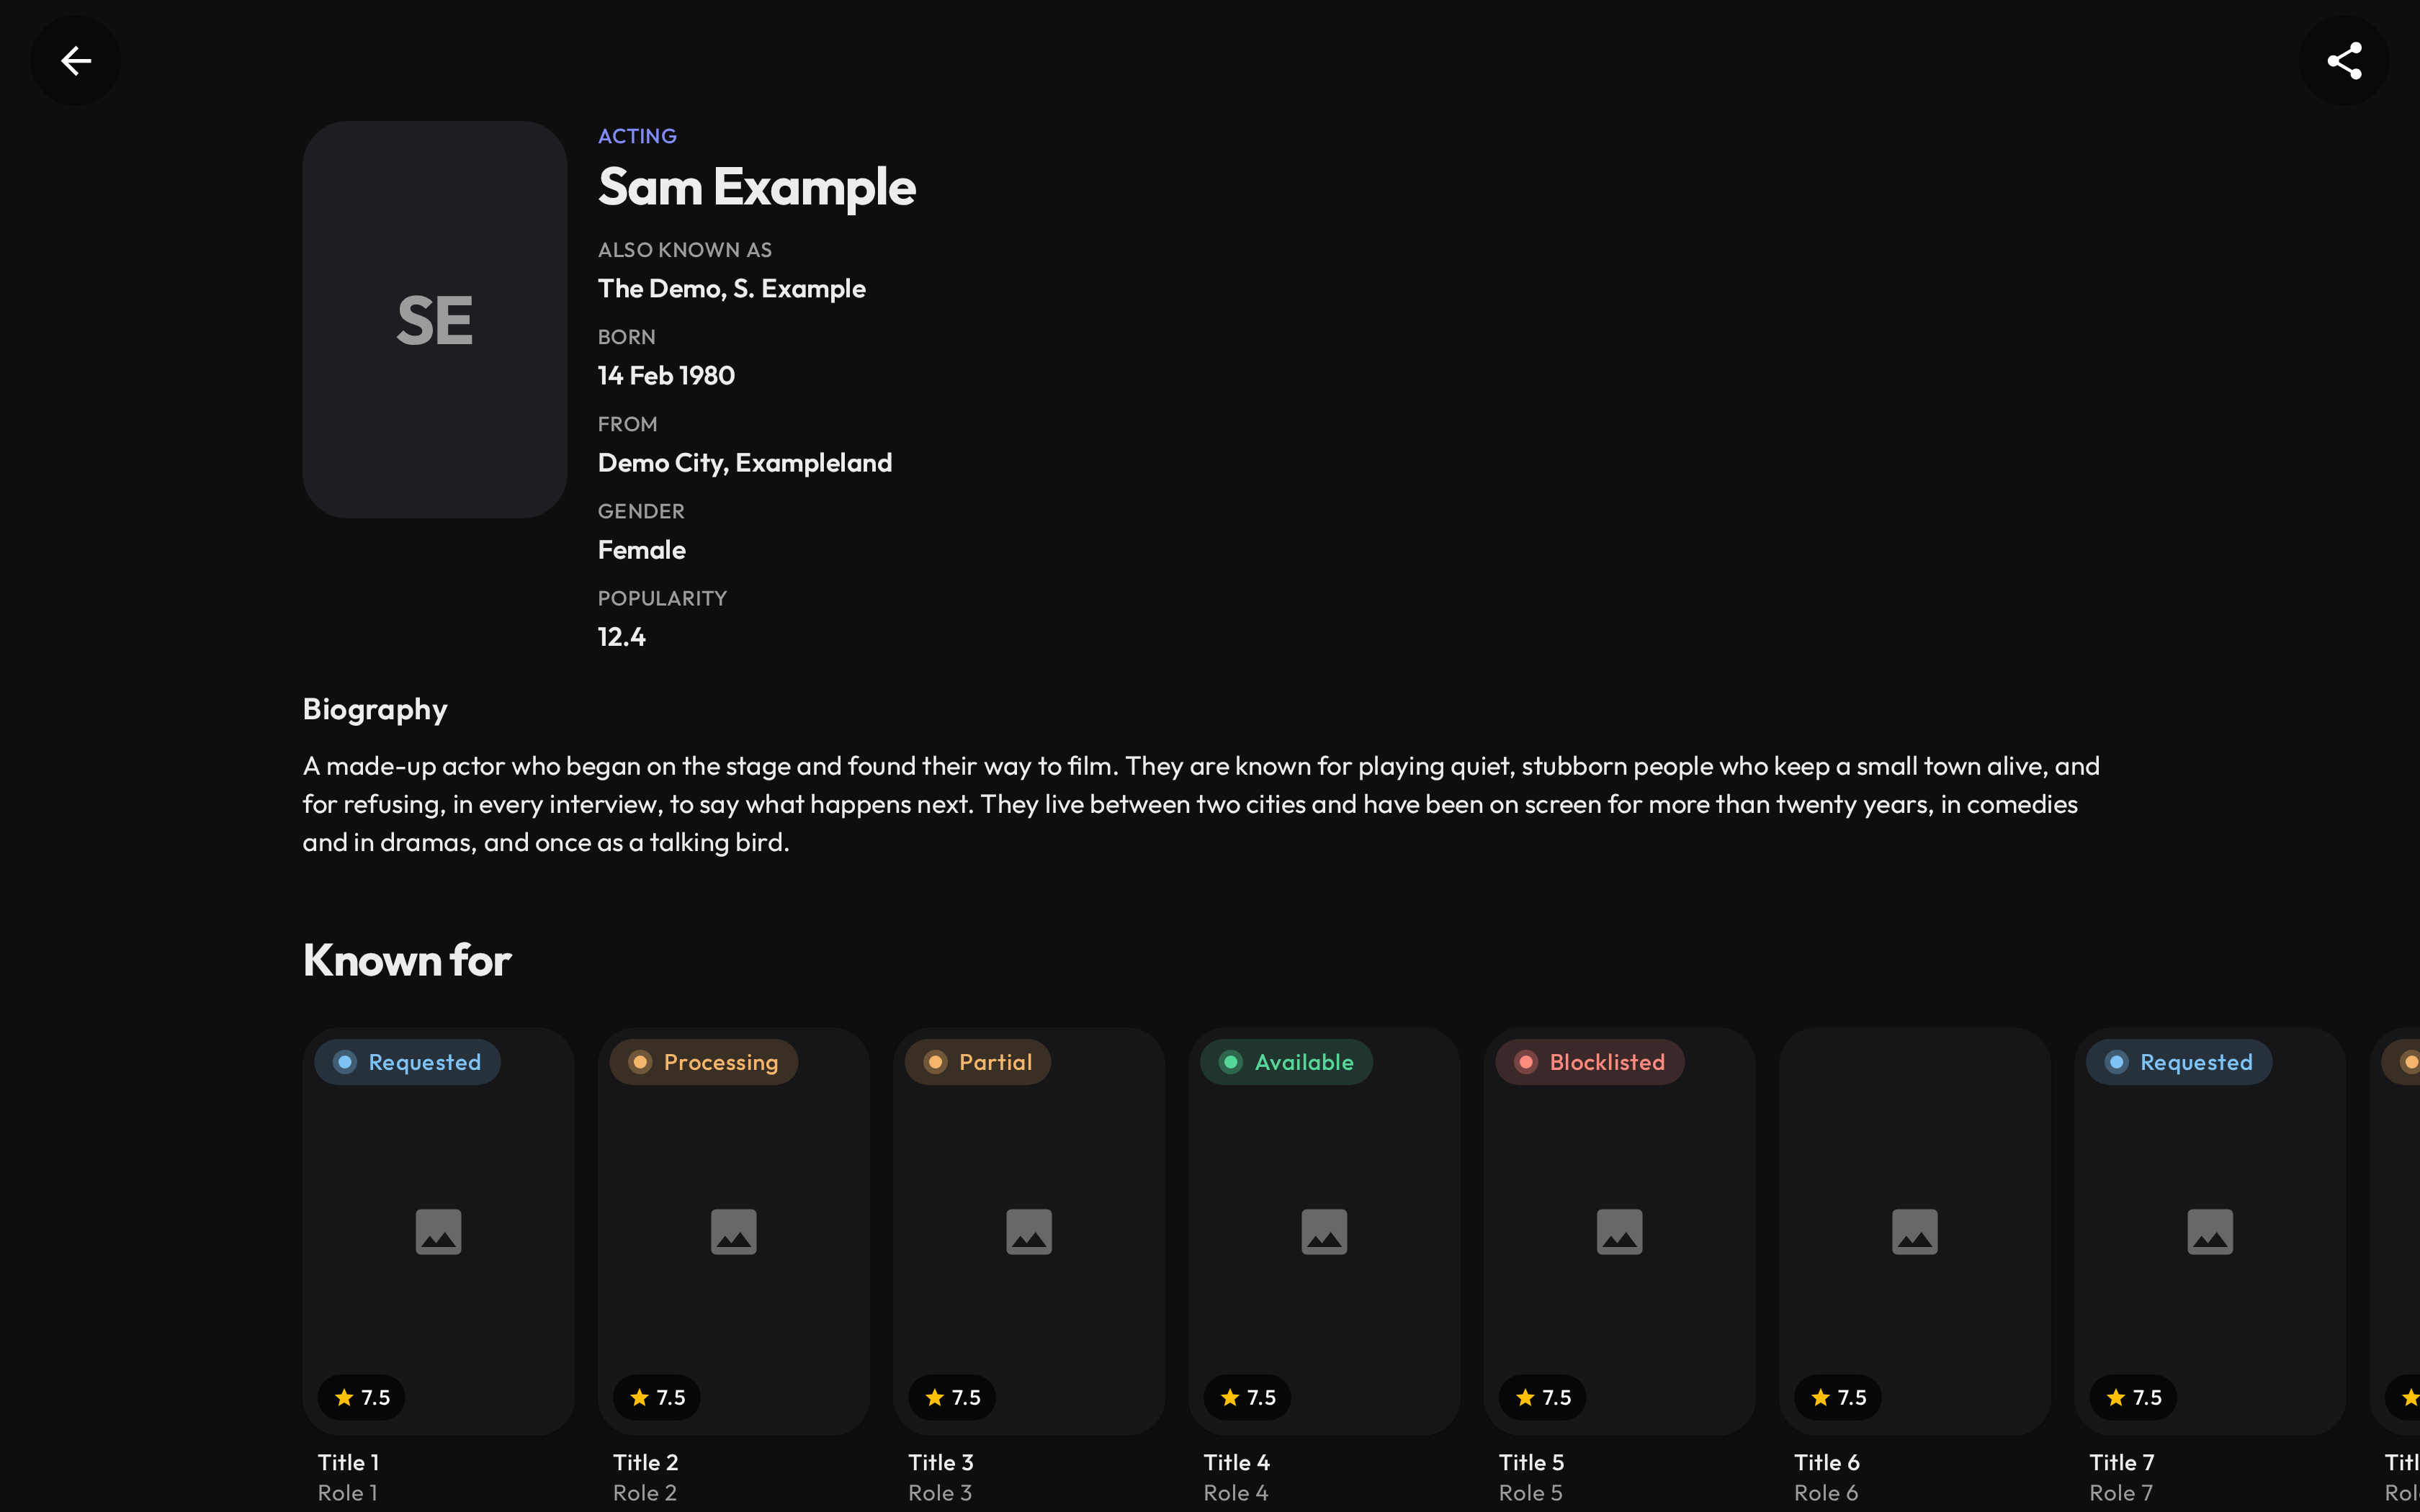 ACTING
Sam Example
SE
ALSO KNOWN AS
The Demo, S. Example
BORN
14 Feb 1980
FROM
Demo City, Exampleland
GENDER
Female
POPULARITY
12.4
Biography
A made-up actor who began on the stage and found their way to film. They are known for playing quiet, stubborn people who keep a small town alive, and
for refusing, in every interview, to say what happens next. They live between two cities and have been on screen for more than twenty years, in comedies
and in dramas, and once as a talking bird.
Known for
Requested
Processing
Partial
Available
Blocklisted
Requested
7.5
7.5
7.5
7.5
7.5
7.5
7.5
Title 1
Title 2
Title 3
Title 4
Title 5
Title 6
Title 7
Role 1
Role 2
Role 3
Role 4
Role 5
Role 6
Role 7